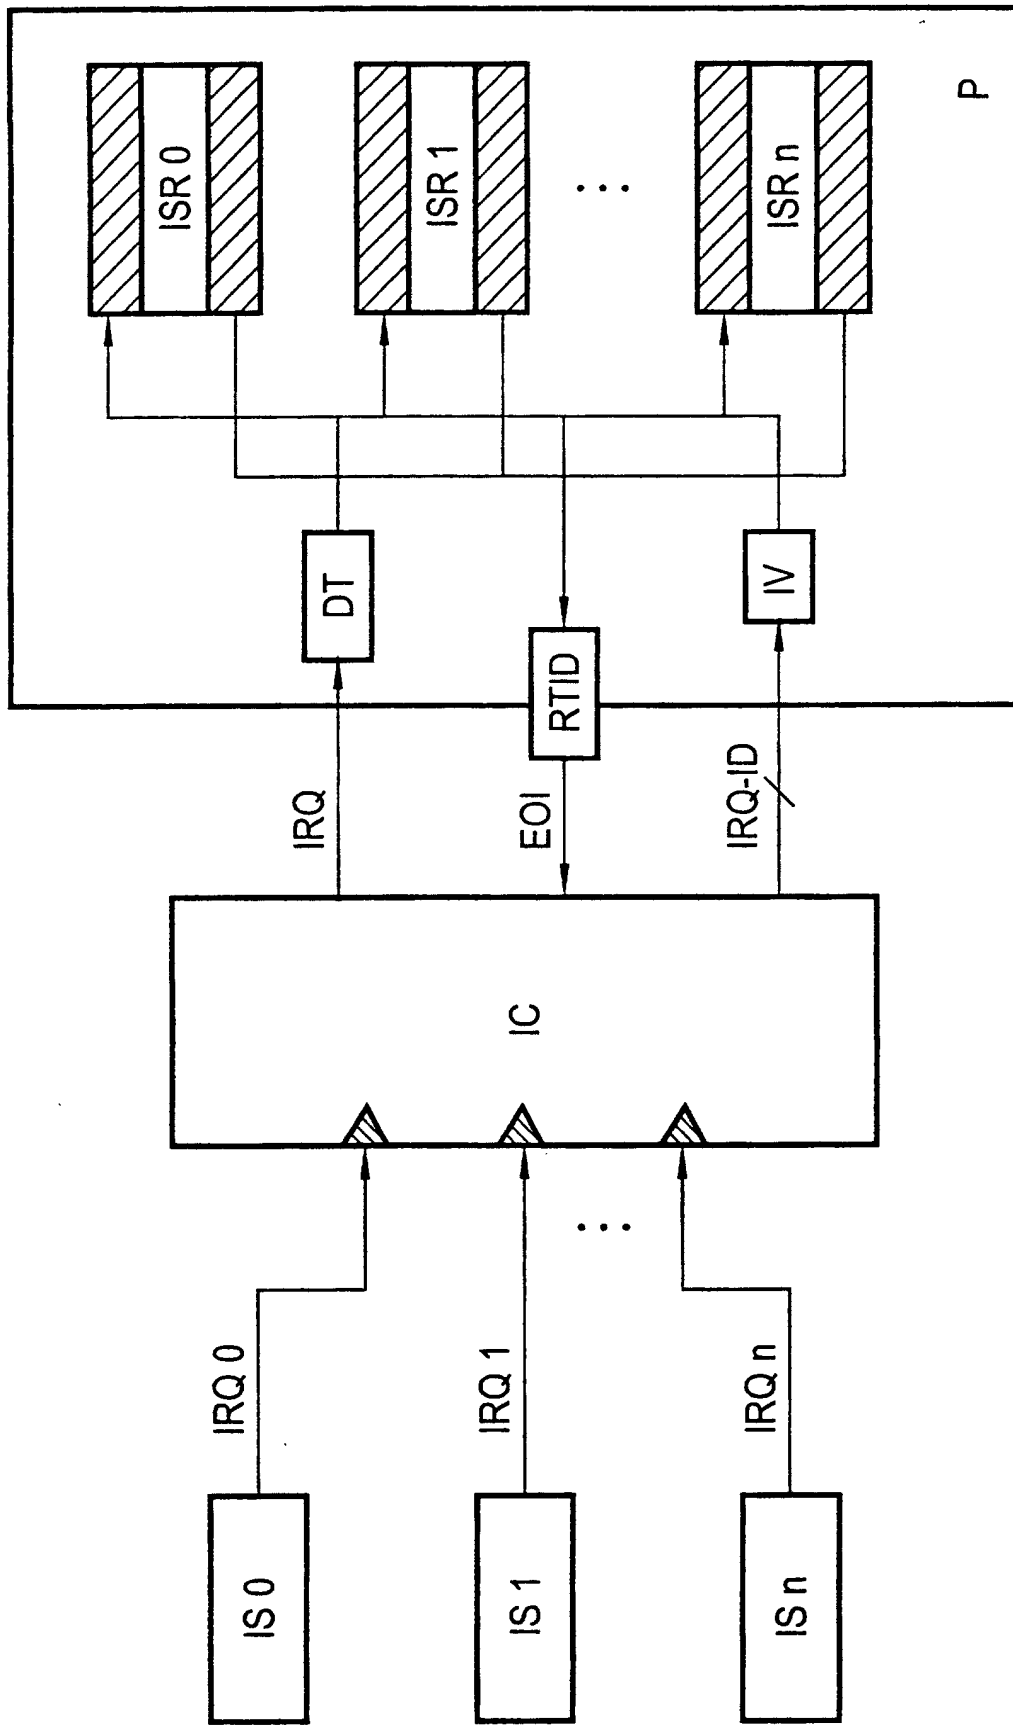 IS 0
IS 1
IS n
IRQ 0
IRQ 1
IRQ n
...
IC
IRQ
EOI
IRQ-ID
DT
RTID
IV
ISR 0
ISR 1
...
ISR n
P